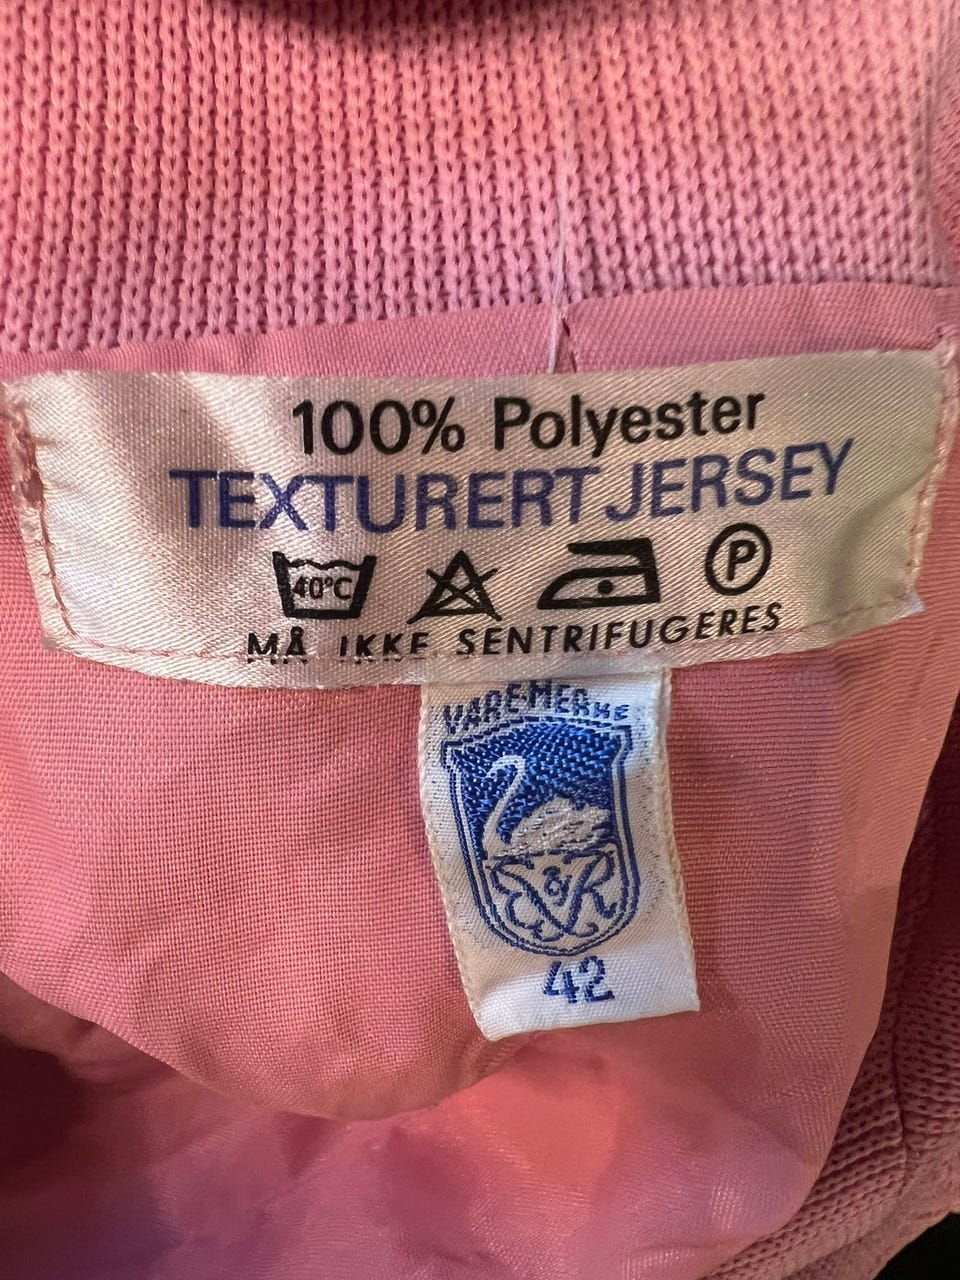 100% Polyester
TEXTURERT JERSEY
40°C P
MÅ IKKE SENTRIFUGERES
VARE-MERKE
&R
42